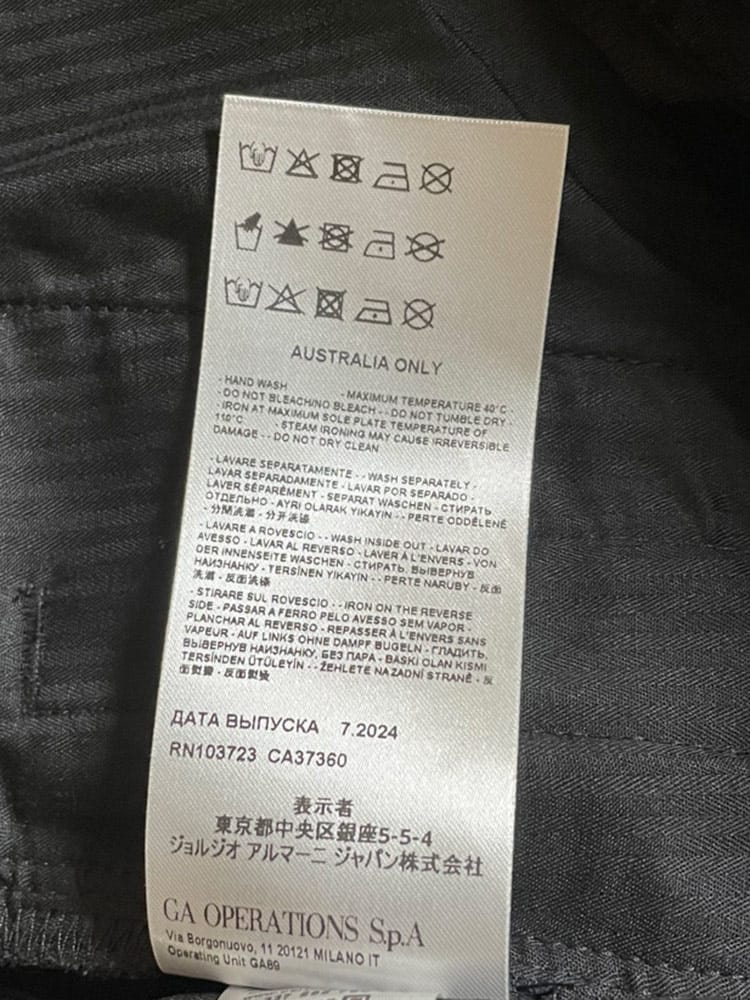 AUSTRALIA ONLY
- HAND WASH - MAXIMUM TEMPERATURE 40°C -
- DO NOT BLEACH/NO BLEACH - - DO NOT TUMBLE DRY -
- IRON AT MAXIMUM SOLE PLATE TEMPERATURE OF
110°C - STEAM IRONING MAY CAUSE IRREVERSIBLE
DAMAGE - - DO NOT DRY CLEAN
- LAVARE SEPARATAMENTE - - WASH SEPARATELY -
LAVAR SEPARADAMENTE - LAVAR POR SEPARADO -
LAVER SÉPARÉMENT - SEPARAT WASCHEN - СТИРАТЬ
ОТДЕЛЬНО - AYRI OLARAK YIKAYIN - - PERTE ODDĚLENĚ
- 分開洗滌 - 分开洗涤
- LAVARE A ROVESCIO - - WASH INSIDE OUT - LAVAR DO
AVESSO - LAVAR AL REVERSO - LAVER À L'ENVERS - VON
DER INNENSEITE WASCHEN - СТИРАТЬ, ВЫВЕРНУВ
НАИЗНАНКУ - TERSİNEN YIKAYIN - - PERTE NARUBY - 反面
洗滌 - 反面洗涤
- STIRARE SUL ROVESCIO - - IRON ON THE REVERSE
SIDE - PASSAR A FERRO PELO AVESSO SEM VAPOR -
PLANCHAR AL REVERSO - REPASSER À L'ENVERS SANS
VAPEUR - AUF LINKS OHNE DAMPF BUGELN - ГЛАДИТЬ,
ВЫВЕРНУВ НАИЗНАНКУ, БЕЗ ПАРА - BASKI OLAN KISMI
TERSİNDEN ÜTÜLEYİN - - ŽEHLETE NA ZADNÍ STRANĚ - 反
面熨燙 - 反面熨烫
ДАТА ВЫПУСКА 7.2024
RN103723 CA37360
表示者
東京都中央区銀座5-5-4
ジョルジオ アルマーニ ジャパン株式会社
GA OPERATIONS S.p.A
Via Borgonuovo, 11 20121 MILANO IT
Operating Unit GA89